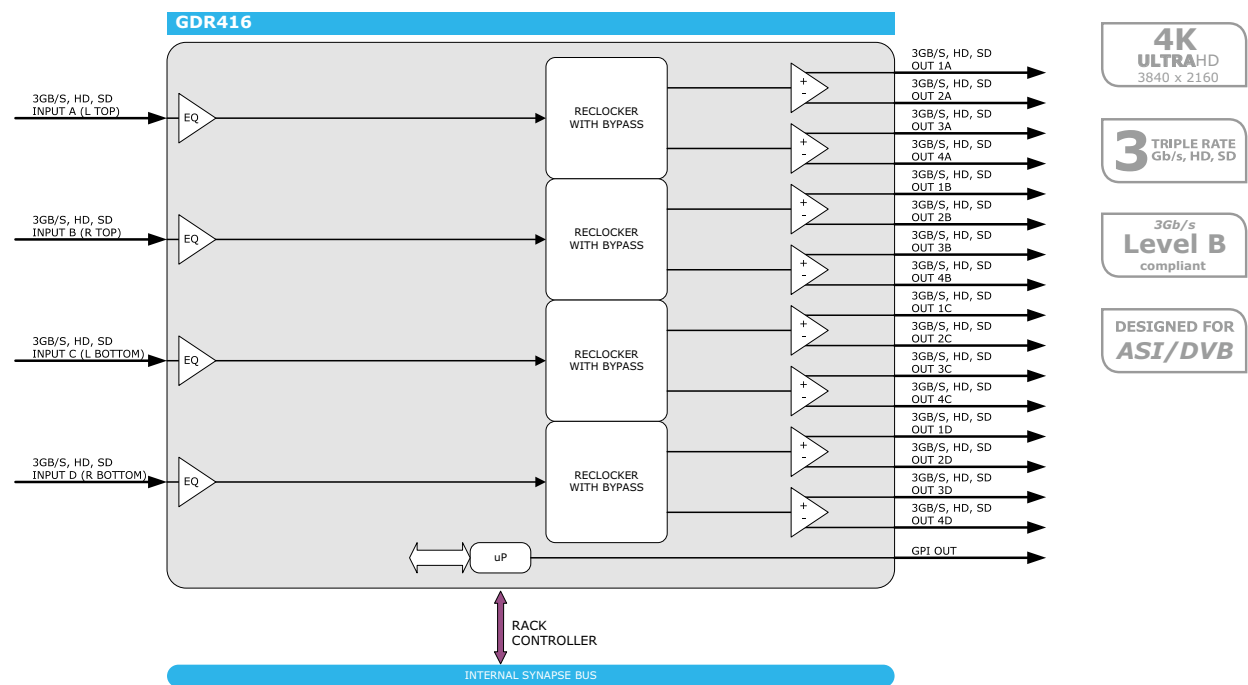 GDR416
3GB/S, HD, SD
INPUT A (L TOP)
EQ
RECLOCKER
WITH BYPASS
+
-
+
-
3GB/S, HD, SD
OUT 1A
3GB/S, HD, SD
OUT 2A
3GB/S, HD, SD
OUT 3A
3GB/S, HD, SD
OUT 4A
3GB/S, HD, SD
INPUT B (R TOP)
EQ
RECLOCKER
WITH BYPASS
+
-
+
-
3GB/S, HD, SD
OUT 1B
3GB/S, HD, SD
OUT 2B
3GB/S, HD, SD
OUT 3B
3GB/S, HD, SD
OUT 4B
3GB/S, HD, SD
INPUT C (L BOTTOM)
EQ
RECLOCKER
WITH BYPASS
+
-
+
-
3GB/S, HD, SD
OUT 1C
3GB/S, HD, SD
OUT 2C
3GB/S, HD, SD
OUT 3C
3GB/S, HD, SD
OUT 4C
3GB/S, HD, SD
INPUT D (R BOTTOM)
EQ
RECLOCKER
WITH BYPASS
+
-
+
-
3GB/S, HD, SD
OUT 1D
3GB/S, HD, SD
OUT 2D
3GB/S, HD, SD
OUT 3D
3GB/S, HD, SD
OUT 4D
uP
GPI OUT
RACK
CONTROLLER
INTERNAL SYNAPSE BUS
4K
ULTRAHD
3840 x 2160
3 TRIPLE RATE
Gb/s, HD, SD
3Gb/s
Level B
compliant
DESIGNED FOR
ASI/DVB